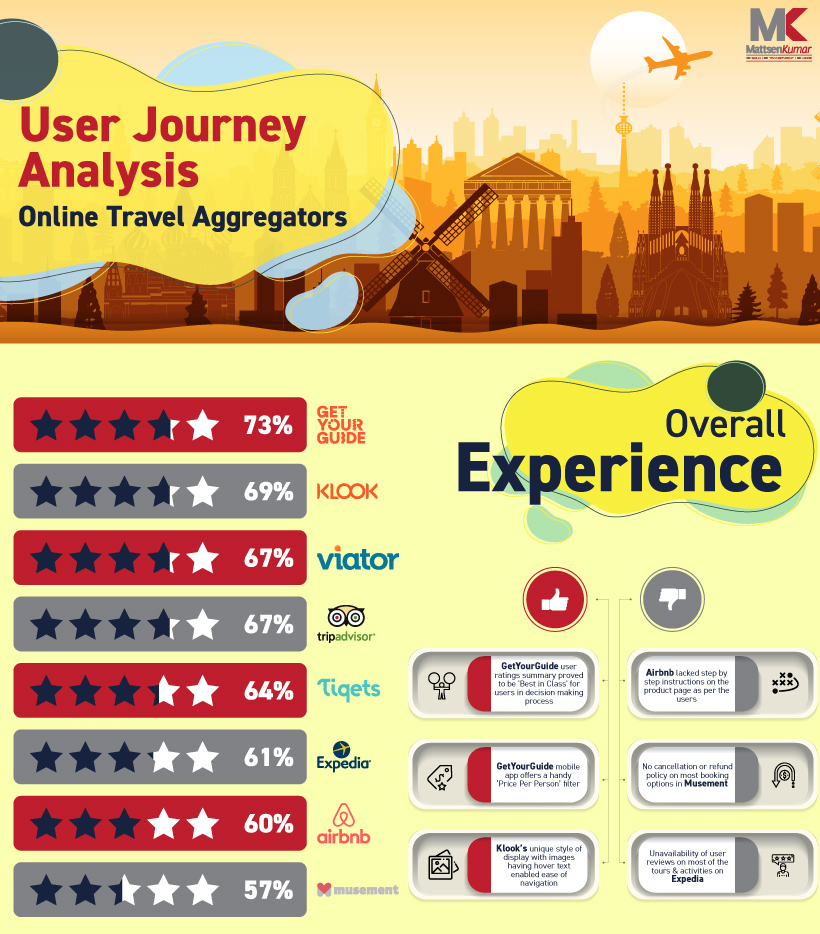 MK
MattsenKumar
User Journey
Analysis
Online Travel Aggregators
73%
GET
YOUR
GUIDE
69%
KLOOK
67%
viator
67%
tripadvisor®
64%
Tiqets
61%
Expedia
60%
airbnb
57%
musement
Overall
Experience
GetYourGuide user
ratings summary proved
to be 'Best in Class' for
users in decision making
process
Airbnb lacked step by
step instructions on the
product page as per the
users
GetYourGuide mobile
app offers a handy
'Price Per Person' filter
No cancellation or refund
policy on most booking
options in Musement
Klook's unique style of
display with images
having hover text
enabled ease of
navigation
Unavailability of user
reviews on most of the
tours & activities on
Expedia